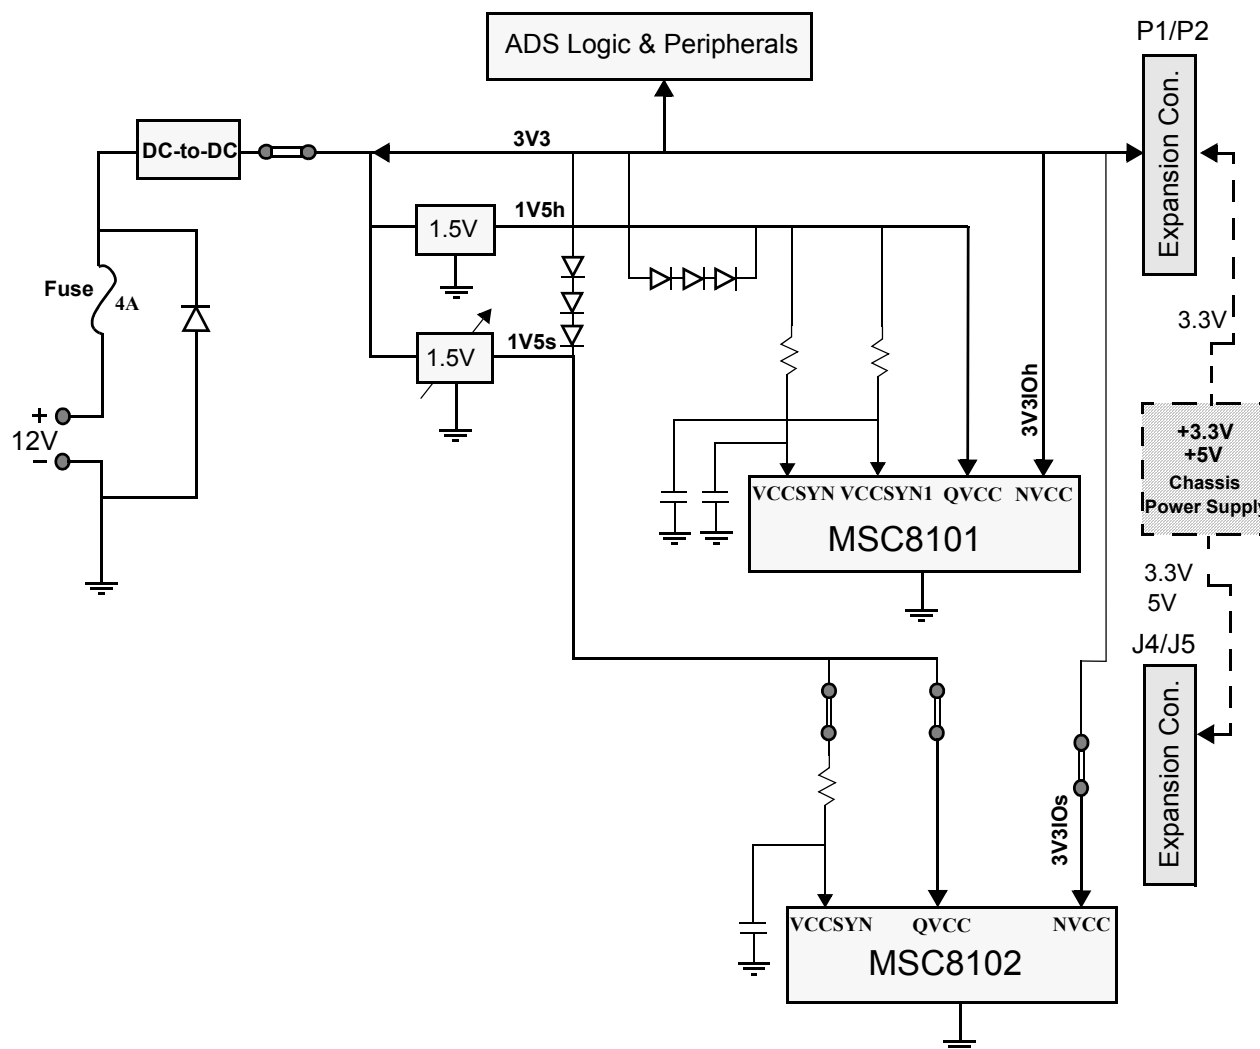 P1/P2
ADS Logic & Peripherals
Expansion Con.
DC-to-DC
3V3
1V5h
1.5V
Fuse
4A
3.3V
1V5s
1.5V
3V3IOh
+
12V
–
+3.3V
+5V
Chassis
Power Supply
VCCSYN VCCSYN1 QVCC NVCC
MSC8101
3.3V
5V
J4/J5
Expansion Con.
3V3IOs
VCCSYN QVCC NVCC
MSC8102